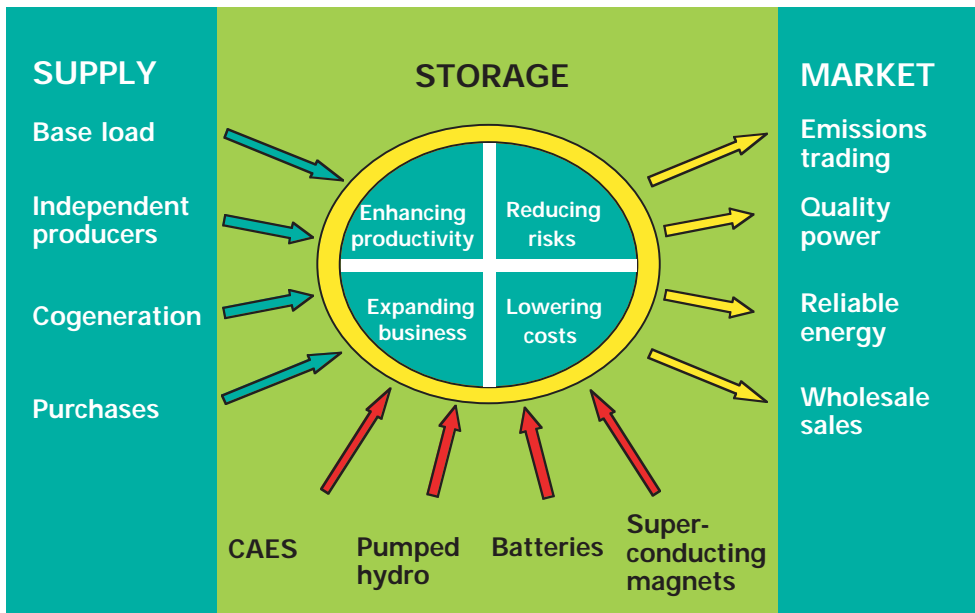 SUPPLY
Base load
Independent
producers
Cogeneration
Purchases
STORAGE
Enhancing
productivity
Reducing
risks
Expanding
business
Lowering
costs
CAES
Pumped
hydro
Batteries
Super-
conducting
magnets
MARKET
Emissions
trading
Quality
power
Reliable
energy
Wholesale
sales